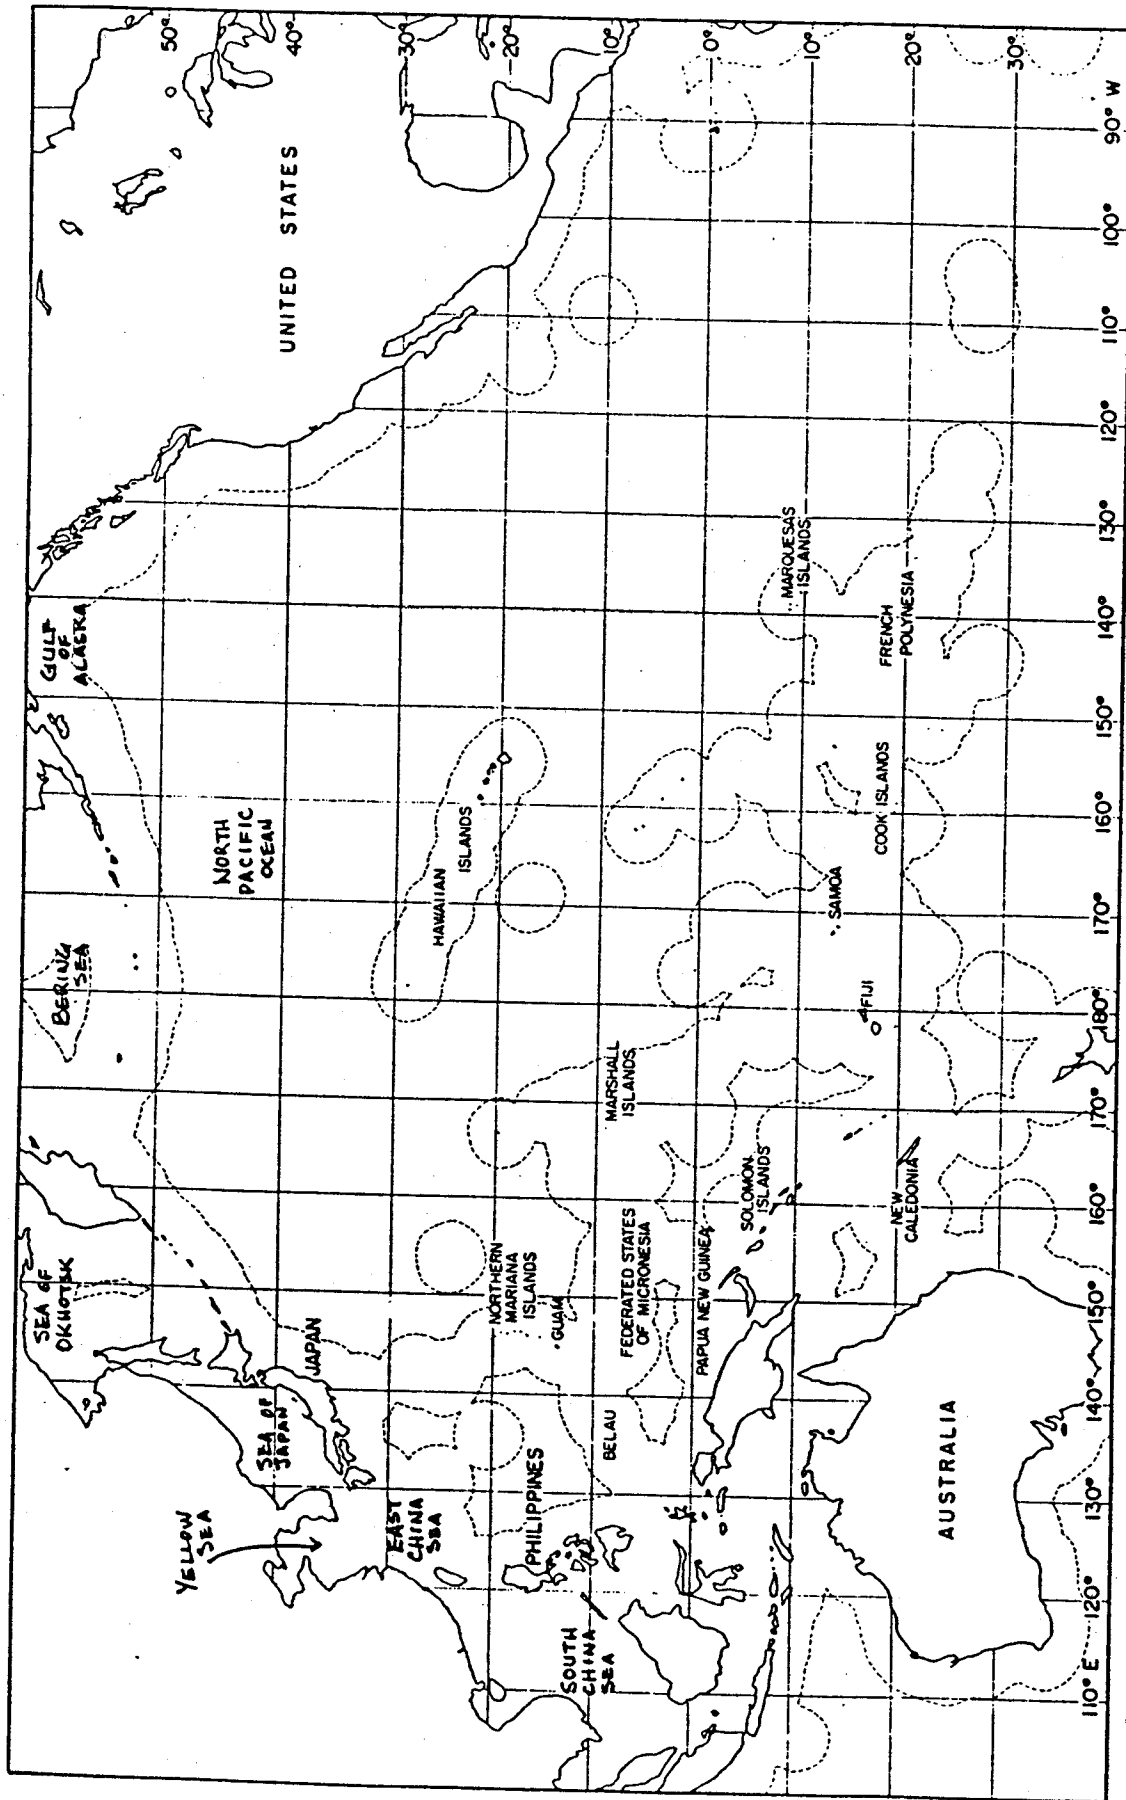 50°
40°
30°
20°
10°
0°
10°
20°
30°
SEA OF
OKHOTSK
BERING
SEA
GULF
OF
ALASKA
UNITED STATES
SEA OF
JAPAN
JAPAN
NORTH
PACIFIC
OCEAN
YELLOW
SEA
EAST
CHINA
SEA
HAWAIIAN
ISLANDS
NORTHERN
MARIANA
ISLANDS
GUAM
PHILIPPINES
SOUTH
CHINA
SEA
BELAU
FEDERATED STATES
OF MICRONESIA
MARSHALL
ISLANDS
PAPUA NEW GUINEA
SOLOMON
ISLANDS
MARQUESAS
ISLANDS
SAMOA
FIJI
COOK ISLANDS
FRENCH
POLYNESIA
NEW
CALEDONIA
AUSTRALIA
110° E
120°
130°
140°
150°
160°
170°
180°
170°
160°
150°
140°
130°
120°
110°
100°
90° W